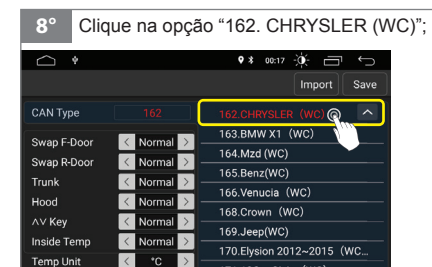 8° Clique na opção “162. CHRYSLER (WC)”;
00:17
Import Save
CAN Type 162 162.CHRYSLER (WC)
163.BMW X1 (WC)
Swap F-Door < Normal >
164.Mzd (WC)
Swap R-Door < Normal >
165.Benz(WC)
Trunk < Normal >
166.Venucia (WC)
Hood < Normal >
168.Crown (WC)
ΛV Key < Normal >
169.Jeep(WC)
Inside Temp < Normal >
170.Elysion 2012~2015 (WC...
Temp Unit < °C >